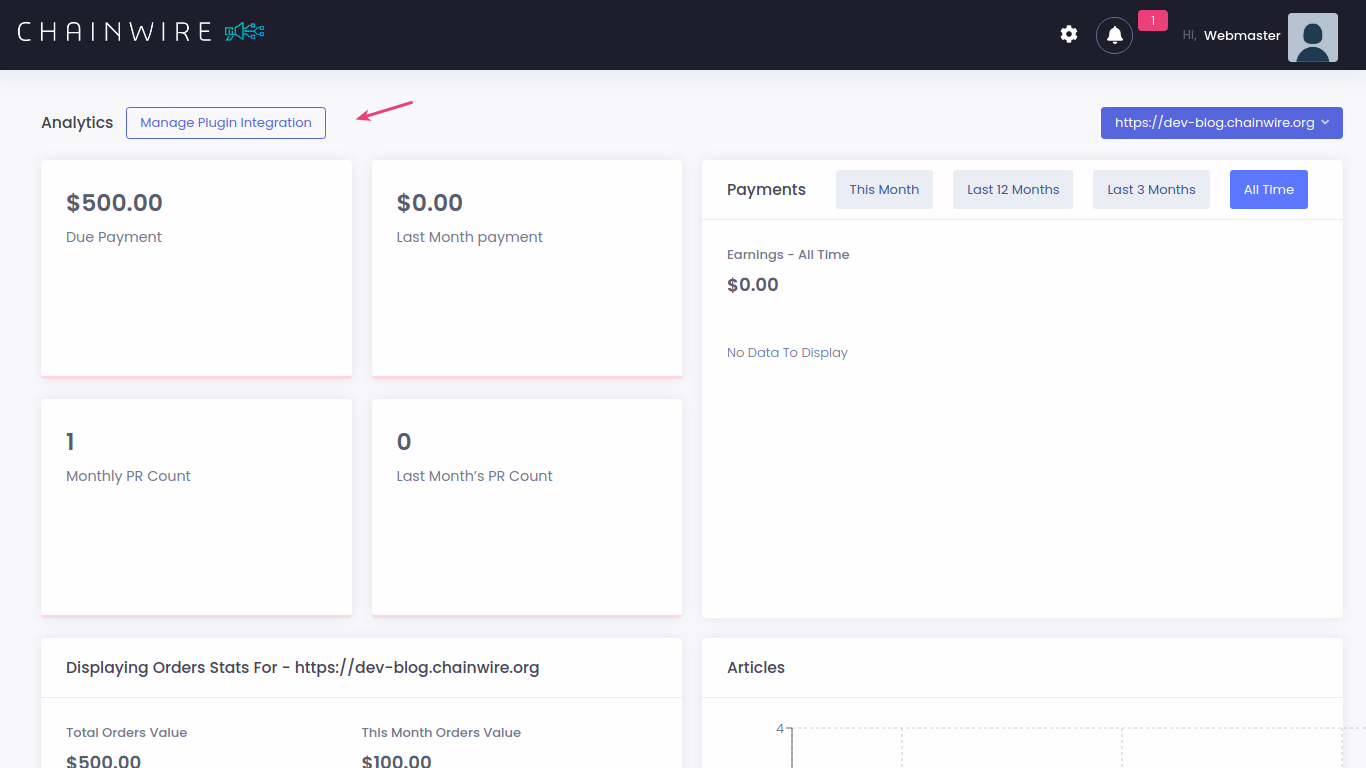 CHAINWIRE
1
Hi, Webmaster
Analytics
Manage Plugin Integration
https://dev-blog.chainwire.org
$500.00
Due Payment
$0.00
Last Month payment
Payments
This Month
Last 12 Months
Last 3 Months
All Time
Earnings - All Time
$0.00
No Data To Display
1
Monthly PR Count
0
Last Month's PR Count
Displaying Orders Stats For - https://dev-blog.chainwire.org
Total Orders Value
This Month Orders Value
$500.00
$100.00
Articles
4